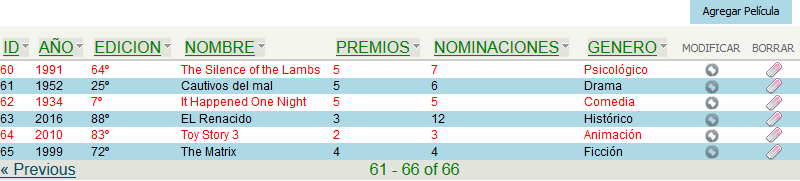 Agregar Película
ID AÑO EDICION NOMBRE PREMIOS NOMINACIONES GENERO MODIFICAR BORRAR
60 1991 64º The Silence of the Lambs 5 7 Psicológico
61 1952 25º Cautivos del mal 5 6 Drama
62 1934 7º It Happened One Night 5 5 Comedia
63 2016 88º EL Renacido 3 12 Histórico
64 2010 83º Toy Story 3 2 3 Animación
65 1999 72º The Matrix 4 4 Ficción
« Previous 61 - 66 of 66